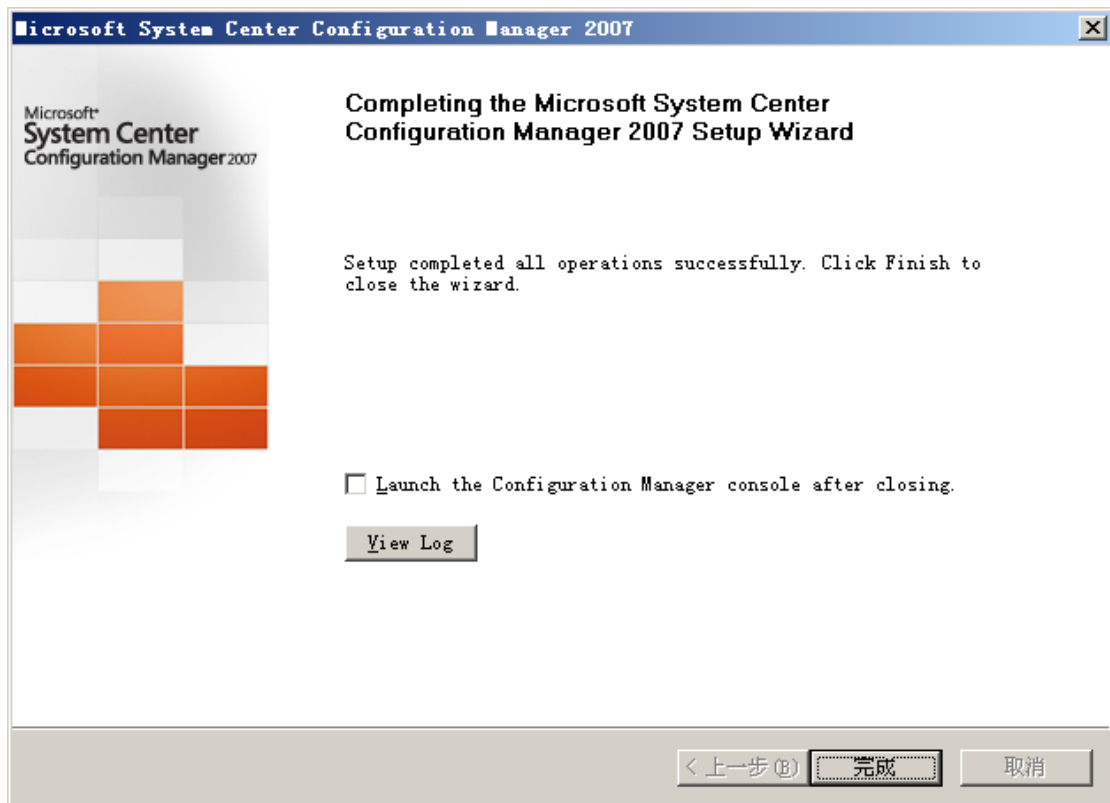 Microsoft System Center Configuration Manager 2007
Microsoft
System Center
Configuration Manager 2007
Completing the Microsoft System Center
Configuration Manager 2007 Setup Wizard
Setup completed all operations successfully. Click Finish to
close the wizard.
Launch the Configuration Manager console after closing.
View Log
< 上一步(B)
完成
取消